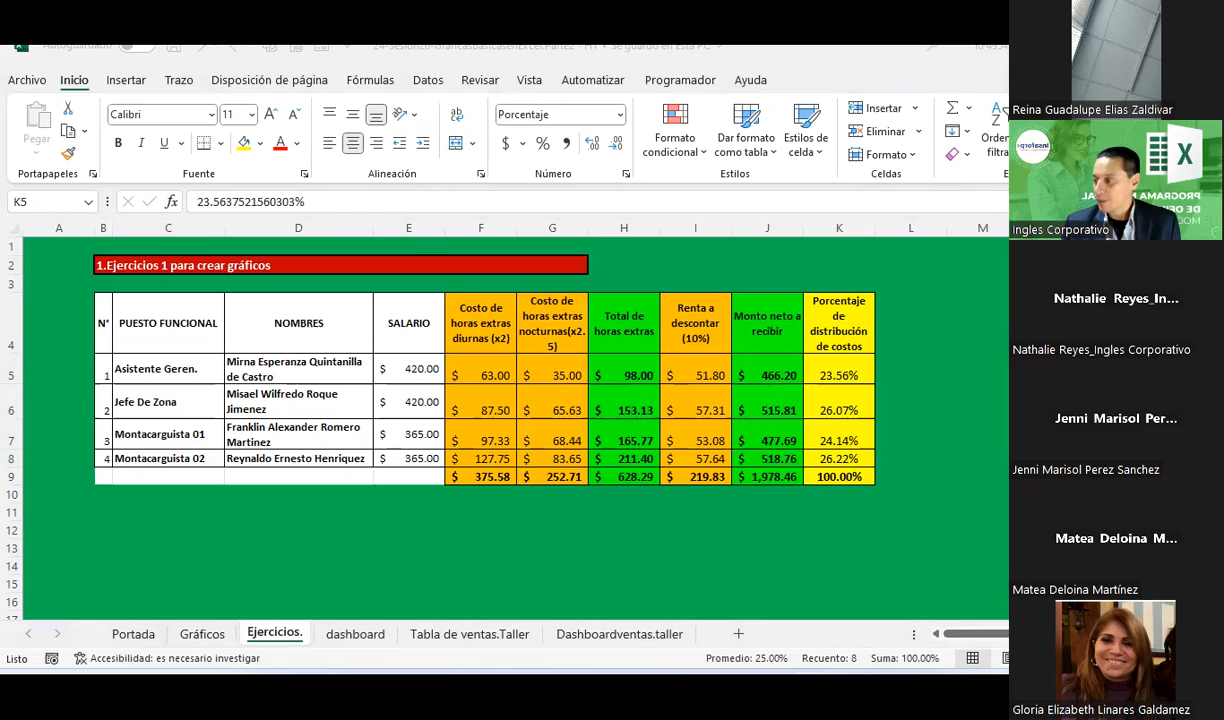 Autoguardado
24-Sesion26-GraficasbasicasenExcel.Parte2 - HT • Se guardó en Esta PC
Archivo Inicio Insertar Trazo Disposición de página Fórmulas Datos Revisar Vista Automatizar Programador Ayuda
Pegar
Calibri 11
Porcentaje
Formato condicional
Dar formato como tabla
Estilos de celda
Insertar
Eliminar
Formato
Portapapeles Fuente Alineación Número Estilos Celdas
K5 fx 23.5637521560303%
A B C D E F G H I J K L M
1
2 1.Ejercicios 1 para crear gráficos
3
4 N° PUESTO FUNCIONAL NOMBRES SALARIO Costo de horas extras diurnas (x2) Costo de horas extras nocturnas(x2.5) Total de horas extras Renta a descontar (10%) Monto neto a recibir Porcentaje de distribución de costos
5 1 Asistente Geren. Mirna Esperanza Quintanilla de Castro $ 420.00 $ 63.00 $ 35.00 $ 98.00 $ 51.80 $ 466.20 23.56%
6 2 Jefe De Zona Misael Wilfredo Roque Jimenez $ 420.00 $ 87.50 $ 65.63 $ 153.13 $ 57.31 $ 515.81 26.07%
7 3 Montacarguista 01 Franklin Alexander Romero Martinez $ 365.00 $ 97.33 $ 68.44 $ 165.77 $ 53.08 $ 477.69 24.14%
8 4 Montacarguista 02 Reynaldo Ernesto Henriquez $ 365.00 $ 127.75 $ 83.65 $ 211.40 $ 57.64 $ 518.76 26.22%
9 $ 375.58 $ 252.71 $ 628.29 $ 219.83 $ 1,978.46 100.00%
10
11
12
13
14
15
16
17
Portada Gráficos Ejercicios. dashboard Tabla de ventas.Taller Dashboardventas.taller
Listo Accesibilidad: es necesario investigar Promedio: 25.00% Recuento: 8 Suma: 100.00%
Reina Guadalupe Elias Zaldivar
Ingles Corporativo
Nathalie Reyes_In...
Nathalie Reyes_Ingles Corporativo
Jenni Marisol Per...
Jenni Marisol Perez Sanchez
Matea Deloina M...
Matea Deloina Martínez
Gloria Elizabeth Linares Galdamez